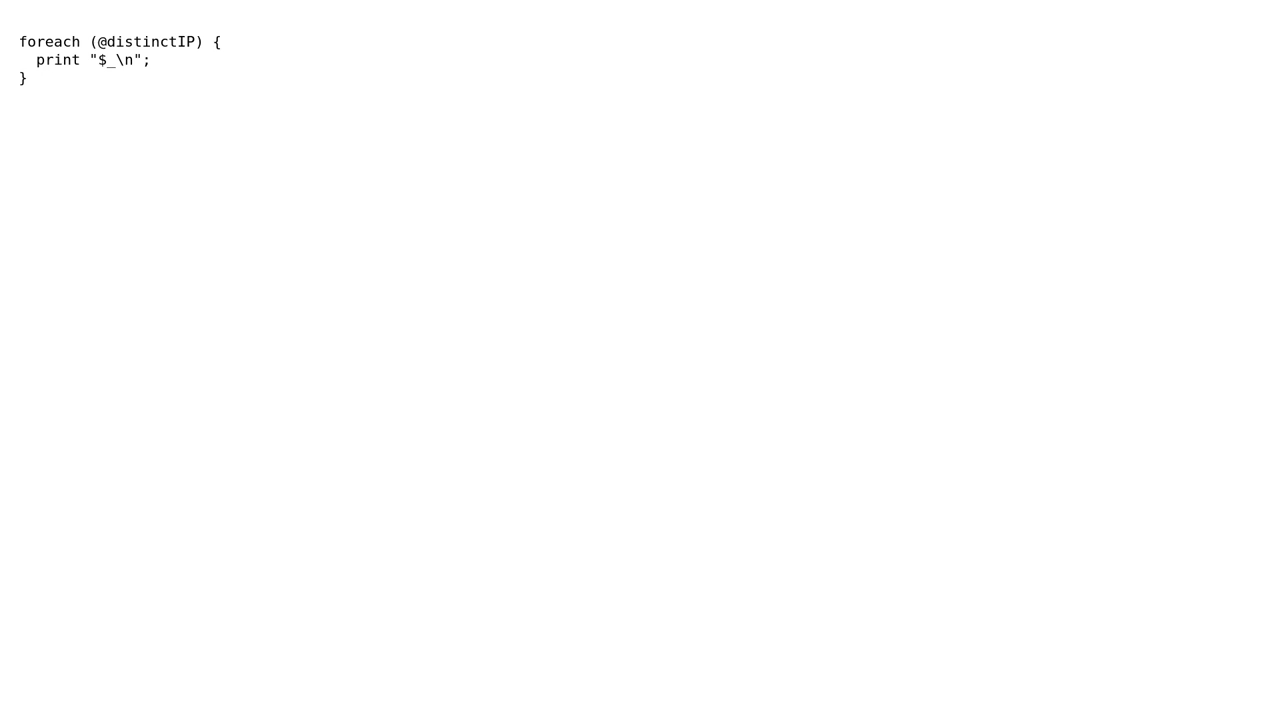 foreach (@distinctIP) {
  print "$_\n";
}